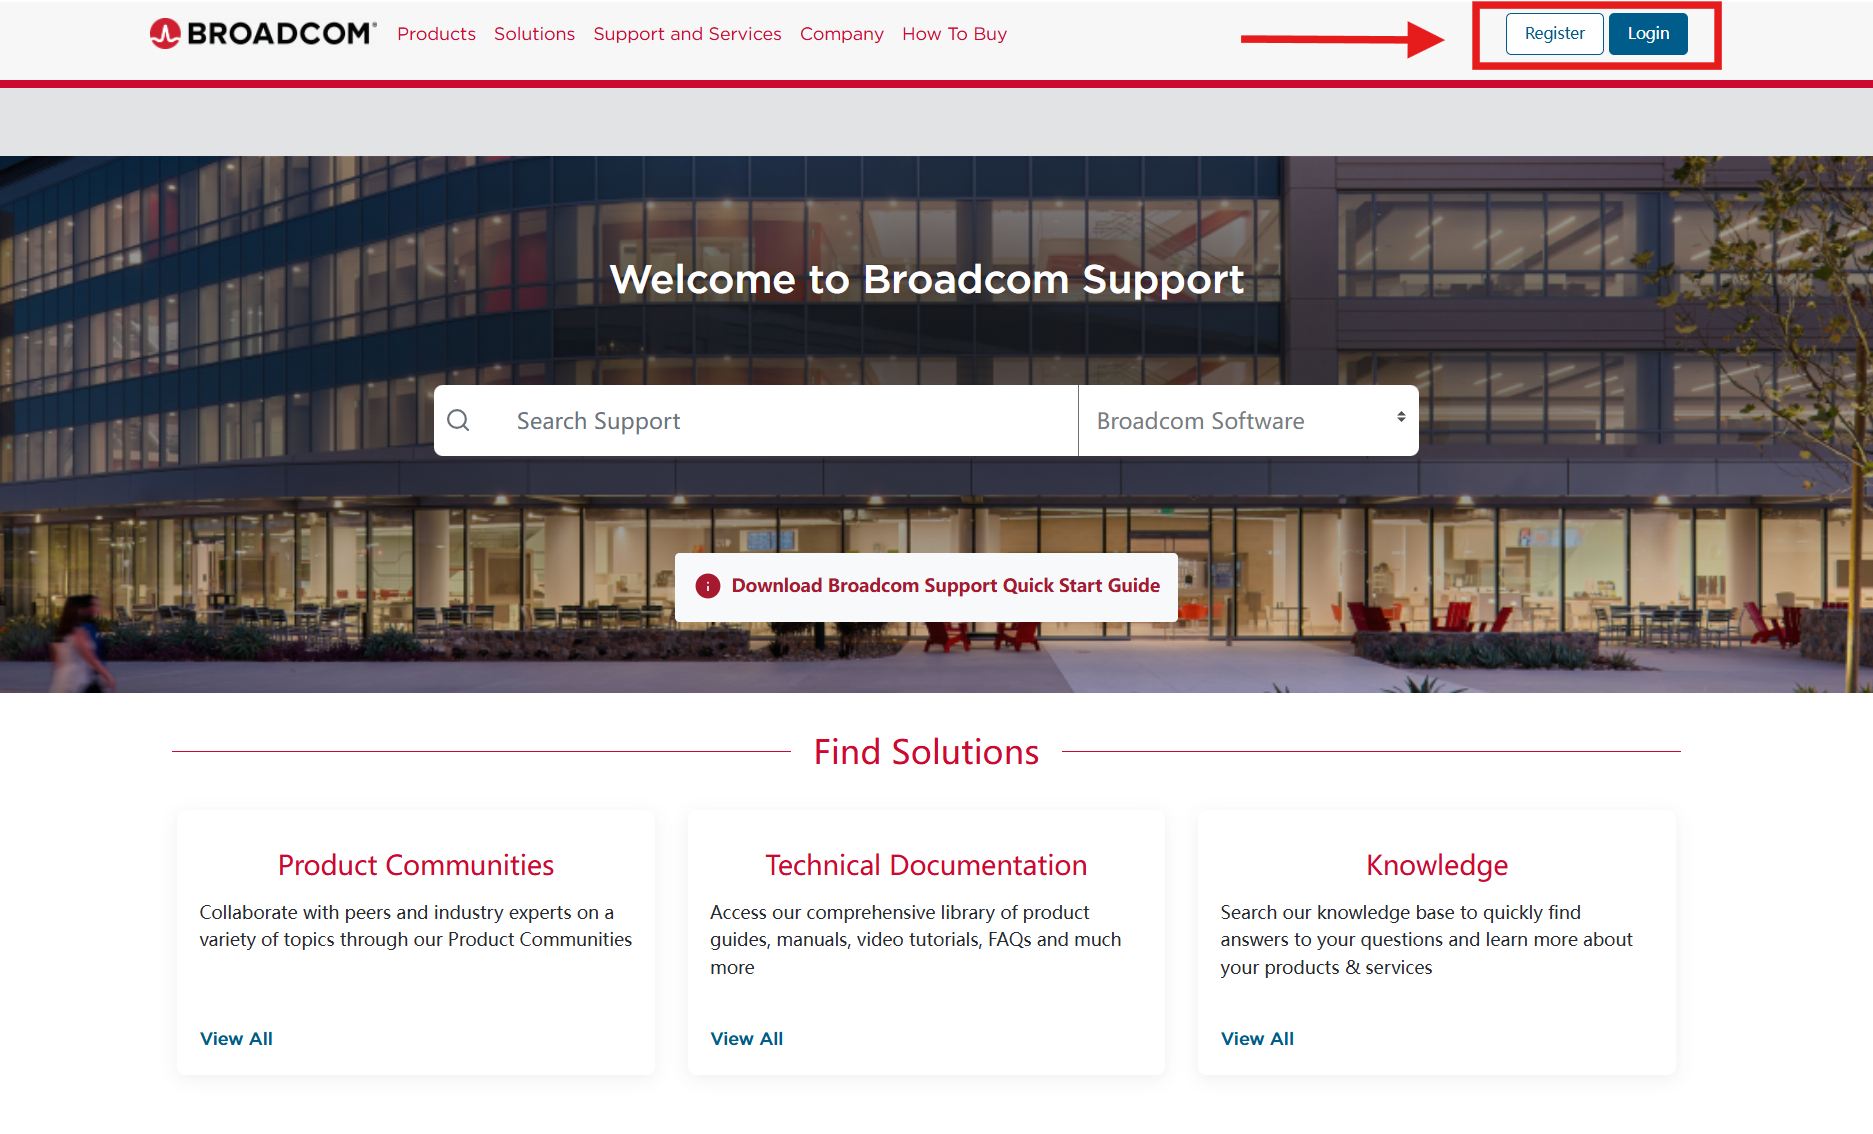 BROADCOM®
Products Solutions Support and Services Company How To Buy
Register Login
Welcome to Broadcom Support
Search Support Broadcom Software
Download Broadcom Support Quick Start Guide
Find Solutions
Product Communities
Collaborate with peers and industry experts on a
variety of topics through our Product Communities
View All
Technical Documentation
Access our comprehensive library of product
guides, manuals, video tutorials, FAQs and much
more
View All
Knowledge
Search our knowledge base to quickly find
answers to your questions and learn more about
your products & services
View All